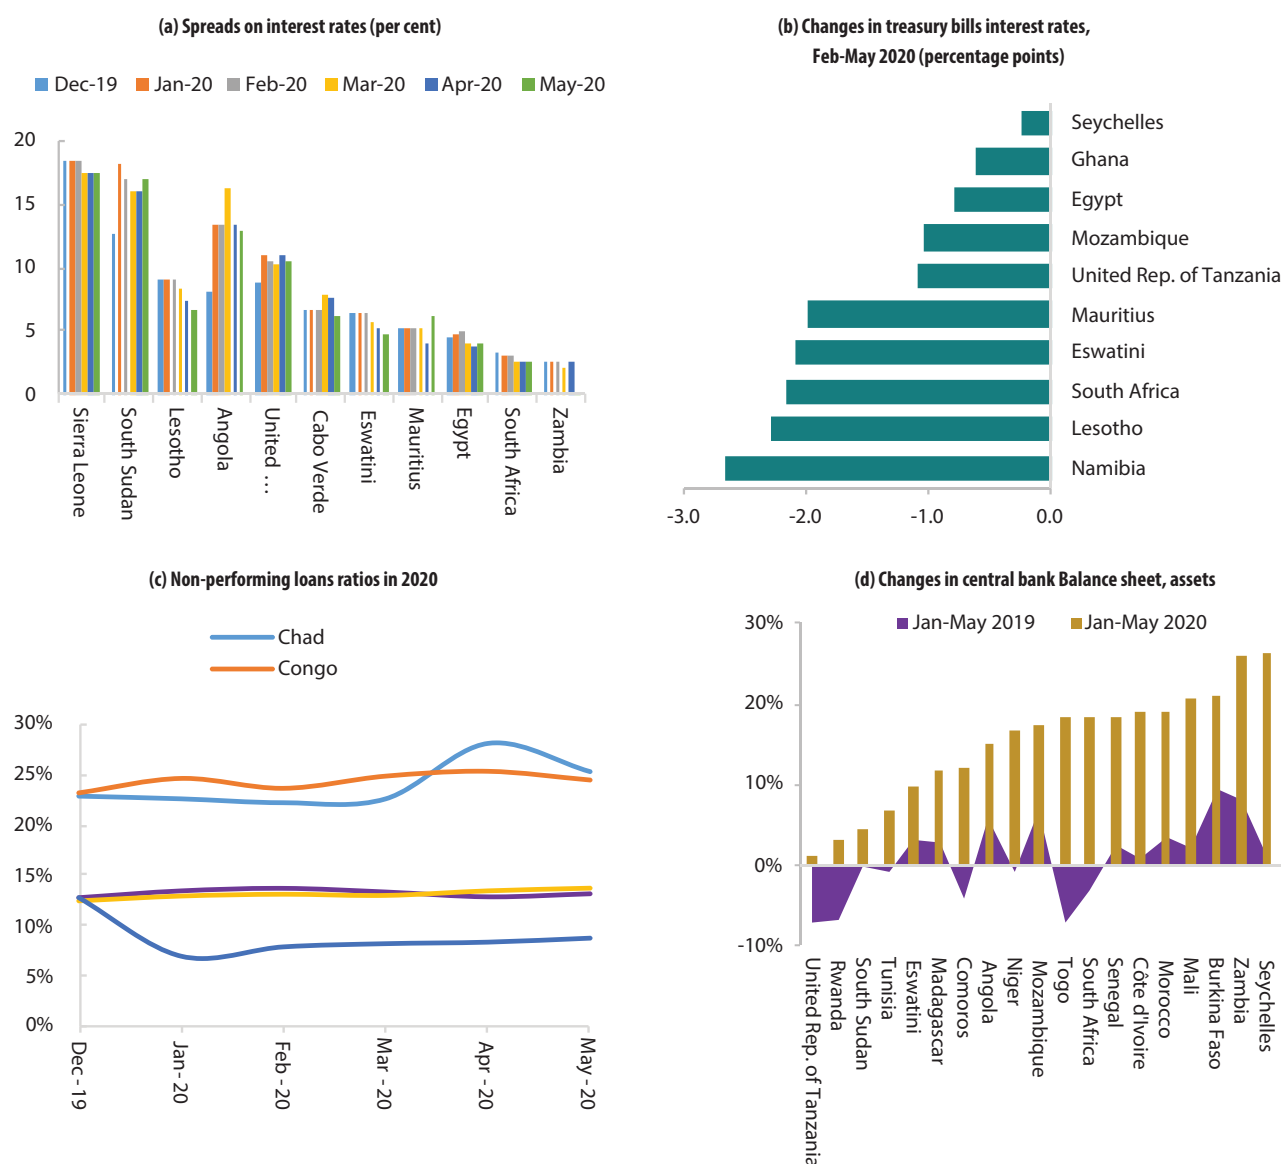 (a) Spreads on interest rates (per cent)
Dec-19 Jan-20 Feb-20 Mar-20 Apr-20 May-20
20
15
10
5
0
Sierra Leone
South Sudan
Lesotho
Angola
United ...
Cabo Verde
Eswatini
Mauritius
Egypt
South Africa
Zambia
(b) Changes in treasury bills interest rates,
Feb-May 2020 (percentage points)
Seychelles
Ghana
Egypt
Mozambique
United Rep. of Tanzania
Mauritius
Eswatini
South Africa
Lesotho
Namibia
-3.0 -2.0 -1.0 0.0
(c) Non-performing loans ratios in 2020
Chad
Congo
30%
25%
20%
15%
10%
5%
0%
Dec - 19
Jan- 20
Feb - 20
Mar - 20
Apr - 20
May - 20
(d) Changes in central bank Balance sheet, assets
Jan-May 2019 Jan-May 2020
30%
20%
10%
0%
-10%
United Rep. of Tanzania
Rwanda
South Sudan
Tunisia
Eswatini
Madagascar
Comoros
Angola
Niger
Mozambique
Togo
South Africa
Senegal
Côte d'Ivoire
Morocco
Mali
Burkina Faso
Zambia
Seychelles